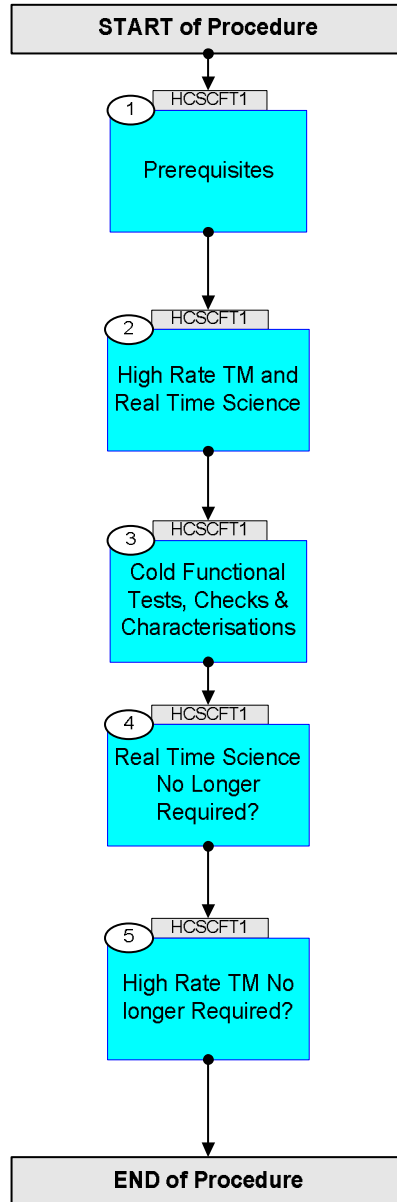 START of Procedure
HCSCFT1
1
Prerequisites
HCSCFT1
2
High Rate TM and
Real Time Science
HCSCFT1
3
Cold Functional
Tests, Checks &
Characterisations
HCSCFT1
4
Real Time Science
No Longer
Required?
HCSCFT1
5
High Rate TM No
longer Required?
END of Procedure